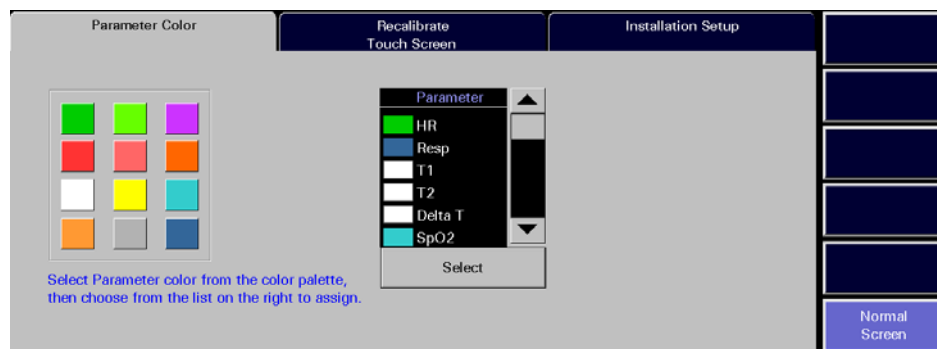 Parameter Color
Recalibrate
Touch Screen
Installation Setup
Parameter
HR
Resp
T1
T2
Delta T
SpO2
Select
Select Parameter color from the color palette,
then choose from the list on the right to assign.
Normal
Screen